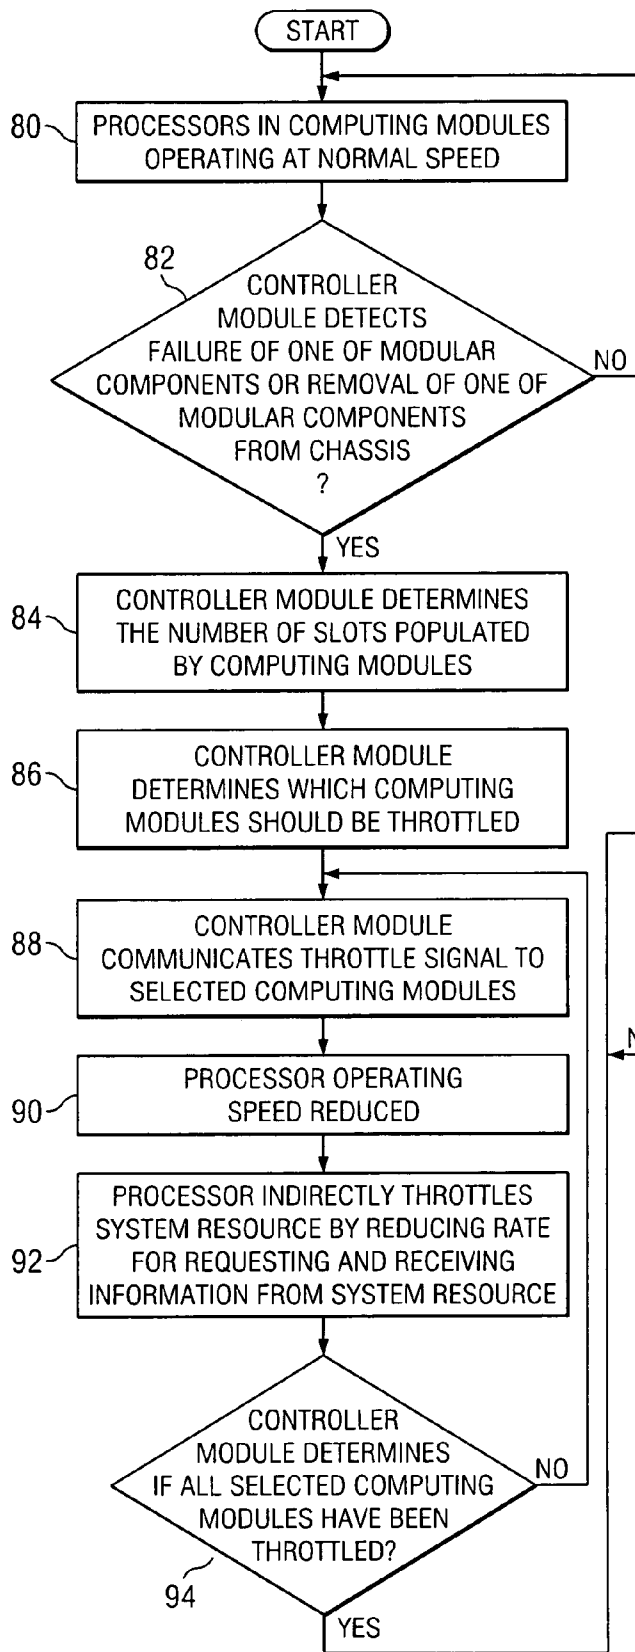 START
80
PROCESSORS IN COMPUTING MODULES
OPERATING AT NORMAL SPEED
82
CONTROLLER
MODULE DETECTS
FAILURE OF ONE OF MODULAR
COMPONENTS OR REMOVAL OF ONE OF
MODULAR COMPONENTS
FROM CHASSIS
?
NO
YES
84
CONTROLLER MODULE DETERMINES
THE NUMBER OF SLOTS POPULATED
BY COMPUTING MODULES
86
CONTROLLER MODULE
DETERMINES WHICH COMPUTING
MODULES SHOULD BE THROTTLED
88
CONTROLLER MODULE
COMMUNICATES THROTTLE SIGNAL TO
SELECTED COMPUTING MODULES
90
PROCESSOR OPERATING
SPEED REDUCED
92
PROCESSOR INDIRECTLY THROTTLES
SYSTEM RESOURCE BY REDUCING RATE
FOR REQUESTING AND RECEIVING
INFORMATION FROM SYSTEM RESOURCE
CONTROLLER
MODULE DETERMINES
IF ALL SELECTED COMPUTING
MODULES HAVE BEEN
THROTTLED?
NO
94
YES